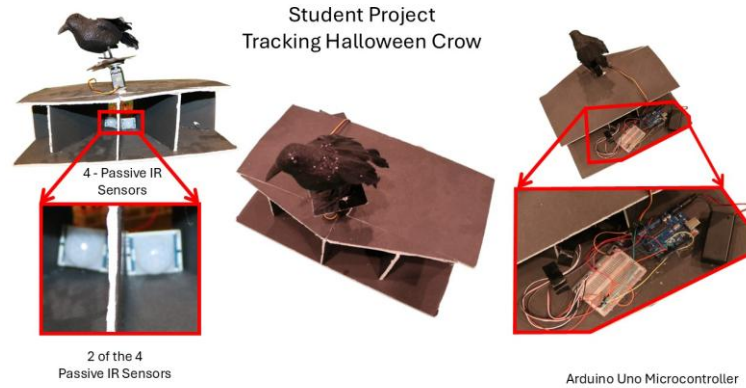 Student Project
Tracking Halloween Crow
4 - Passive IR
Sensors
2 of the 4
Passive IR Sensors
Arduino Uno Microcontroller